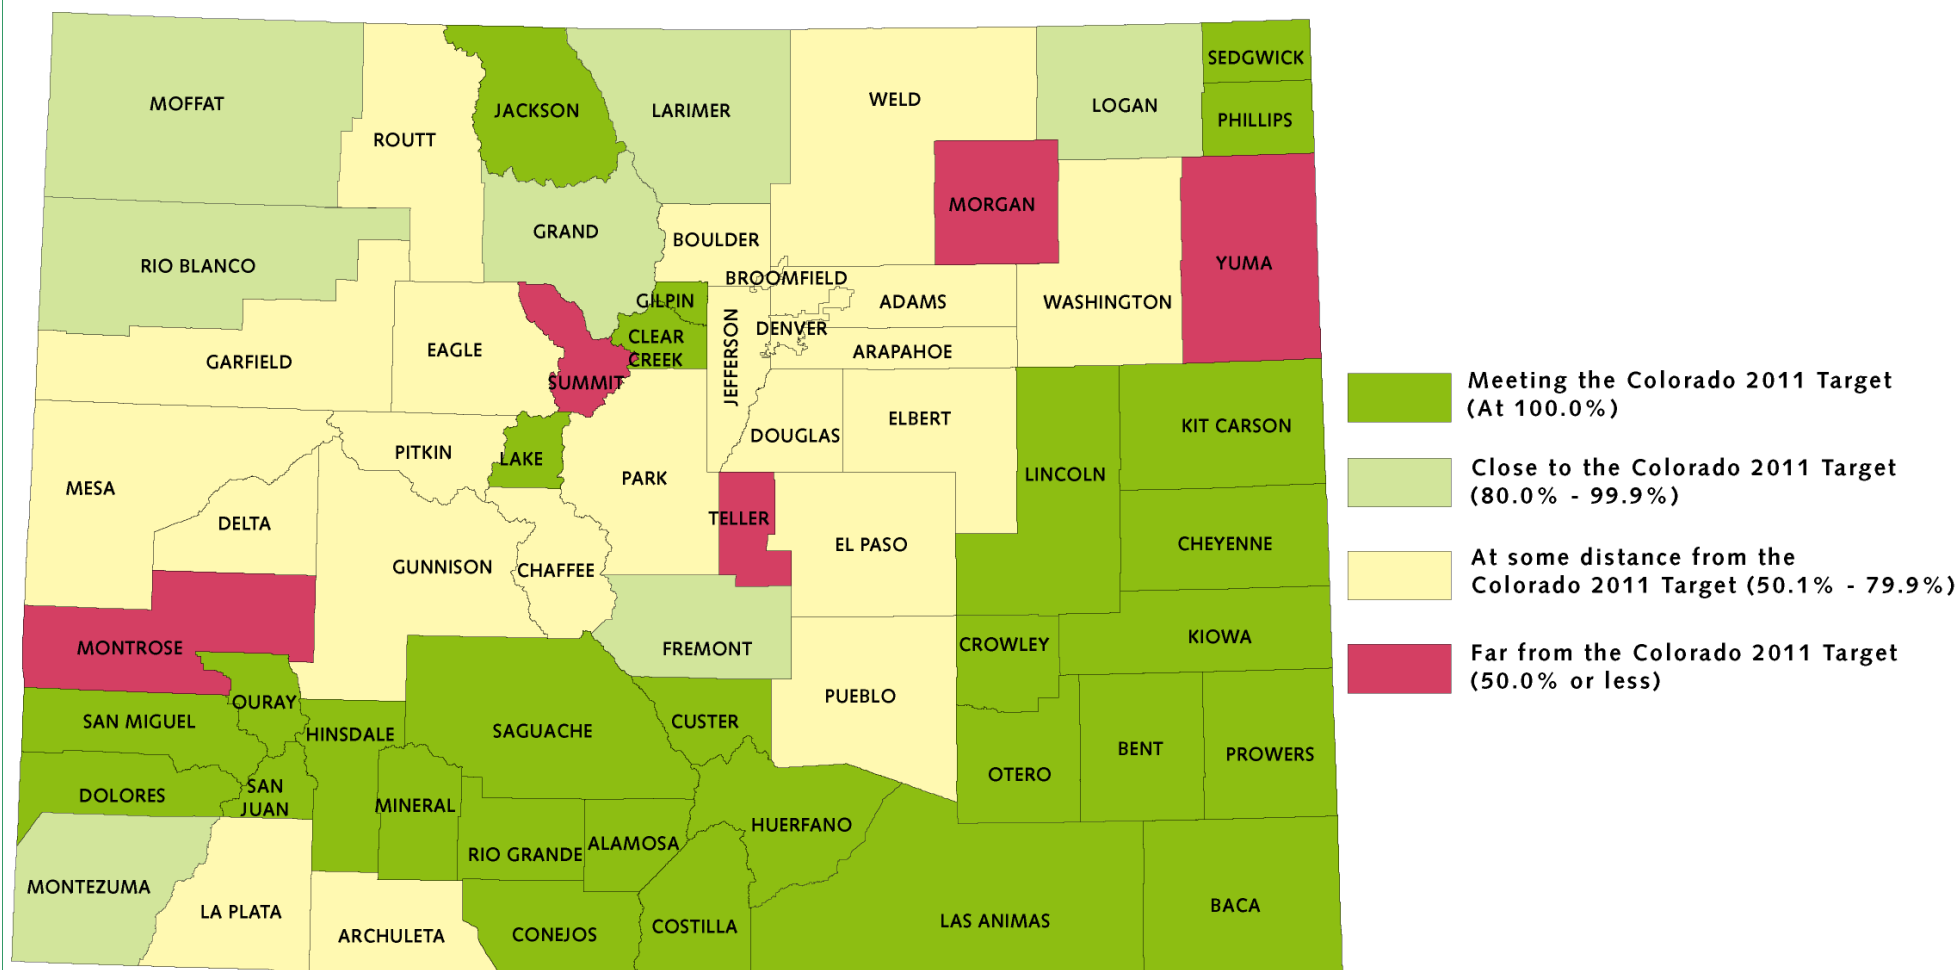 SEDGWICK
MOFFAT
JACKSON
LARIMER
WELD
LOGAN
PHILLIPS
ROUTT
MORGAN
GRAND
BOULDER
RIO BLANCO
YUMA
BROOMFIELD
GILPIN
ADAMS
WASHINGTON
CLEAR
CREEK
DENVER
JEFFERSON
ARAPAHOE
GARFIELD
EAGLE
SUMMIT
Meeting the Colorado 2011 Target
(At 100.0%)
ELBERT
KIT CARSON
DOUGLAS
PITKIN
LAKE
PARK
LINCOLN
Close to the Colorado 2011 Target
(80.0% - 99.9%)
MESA
DELTA
TELLER
EL PASO
CHEYENNE
GUNNISON
CHAFFEE
At some distance from the
Colorado 2011 Target (50.1% - 79.9%)
MONTROSE
FREMONT
CROWLEY
KIOWA
Far from the Colorado 2011 Target
(50.0% or less)
OURAY
PUEBLO
SAN MIGUEL
HINSDALE
SAGUACHE
CUSTER
BENT
PROWERS
OTERO
DOLORES
SAN
JUAN
MINERAL
HUERFANO
RIO GRANDE
ALAMOSA
MONTEZUMA
LA PLATA
ARCHULETA
CONEJOS
COSTILLA
LAS ANIMAS
BACA